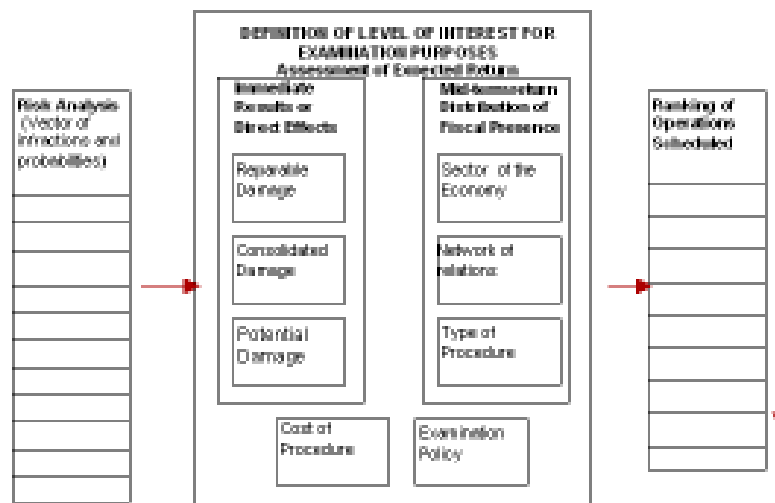 DEFINITION OF LEVEL OF INTEREST FOR
EXAMINATION PURPOSES
Assessment of Expected Return
Risk Analysis
(Vector of
infractions and
probabilities)
Immediate
Results or
Direct Effects
Reparable
Damage
Consolidated
Damage
Potential
Damage
Mid-term return
Distribution of
Fiscal Presence
Sector of the
Economy
Network of
relations
Type of
Procedure
Cost of
Procedure
Examination
Policy
Ranking of
Operations
Scheduled